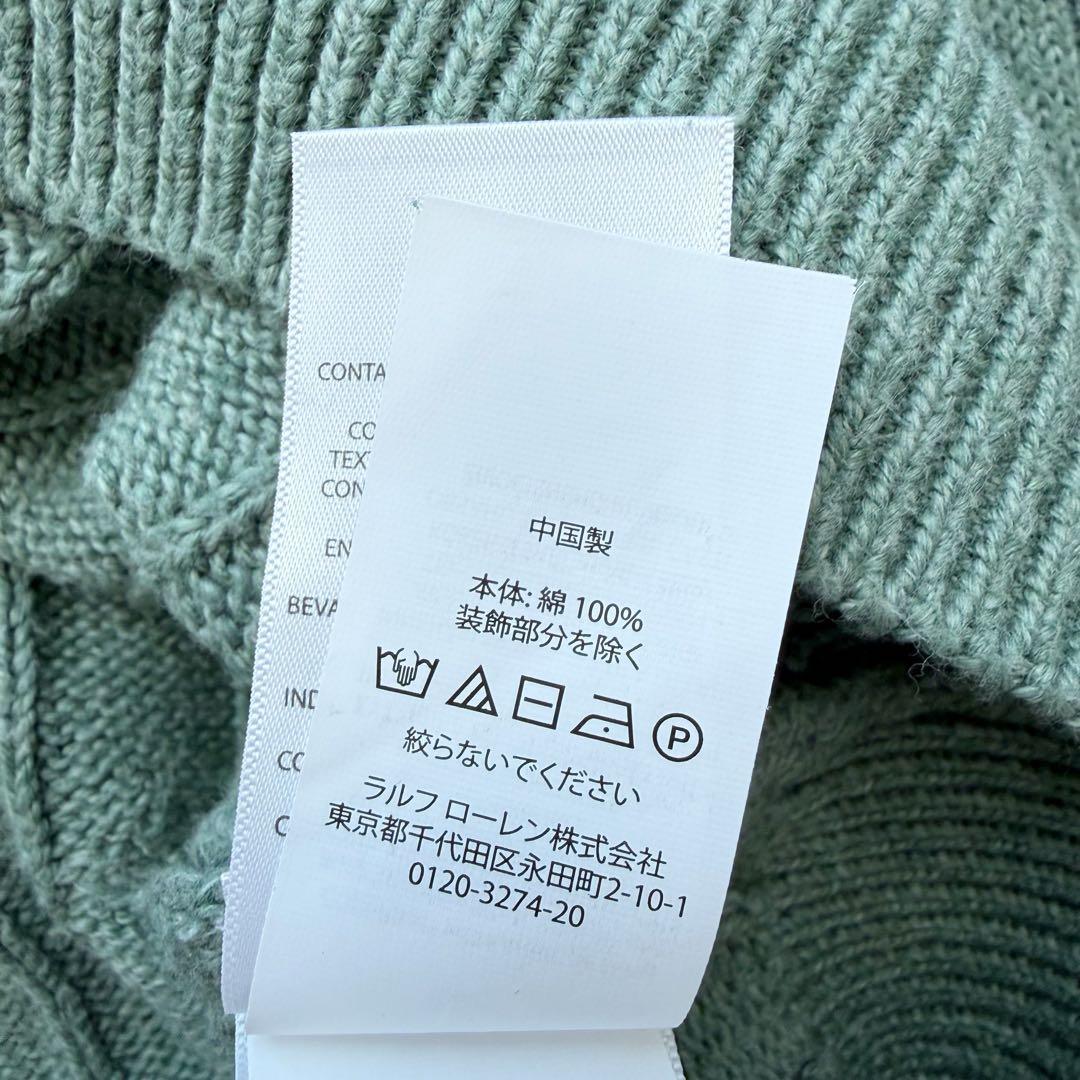 中国製
本体: 綿 100%
装飾部分を除く
P
絞らないでください
ラルフ ローレン株式会社
東京都千代田区永田町2-10-1
0120-3274-20
CONTA
CO
TEX
CON
EN
BEVA
IND
CO